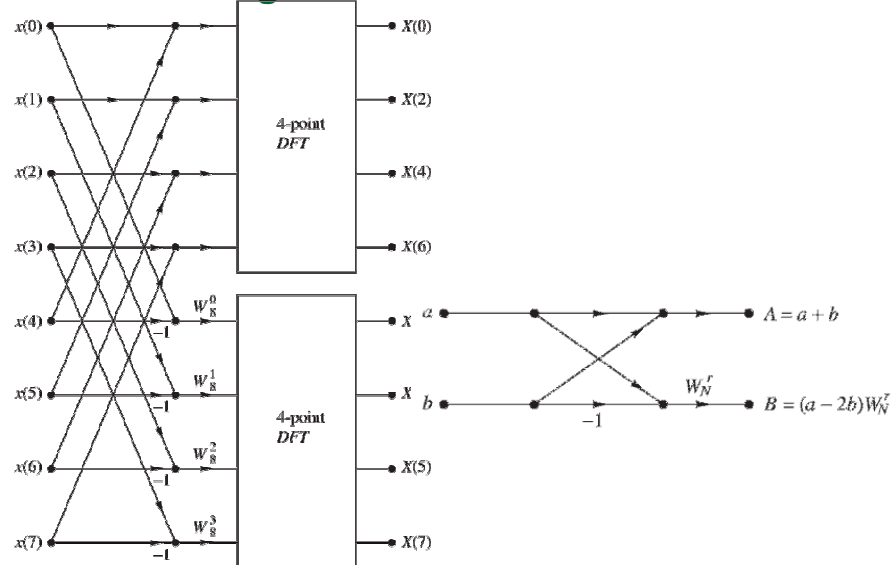 x(0)
x(1)
x(2)
x(3)
x(4)
x(5)
x(6)
x(7)
-1
-1
-1
-1
W_8^0
W_8^1
W_8^2
W_8^3
4-point
DFT
4-point
DFT
X(0)
X(2)
X(4)
X(6)
X
X
X(5)
X(7)
a
b
-1
W_N^r
A = a + b
B = (a - 2b)W_N^r